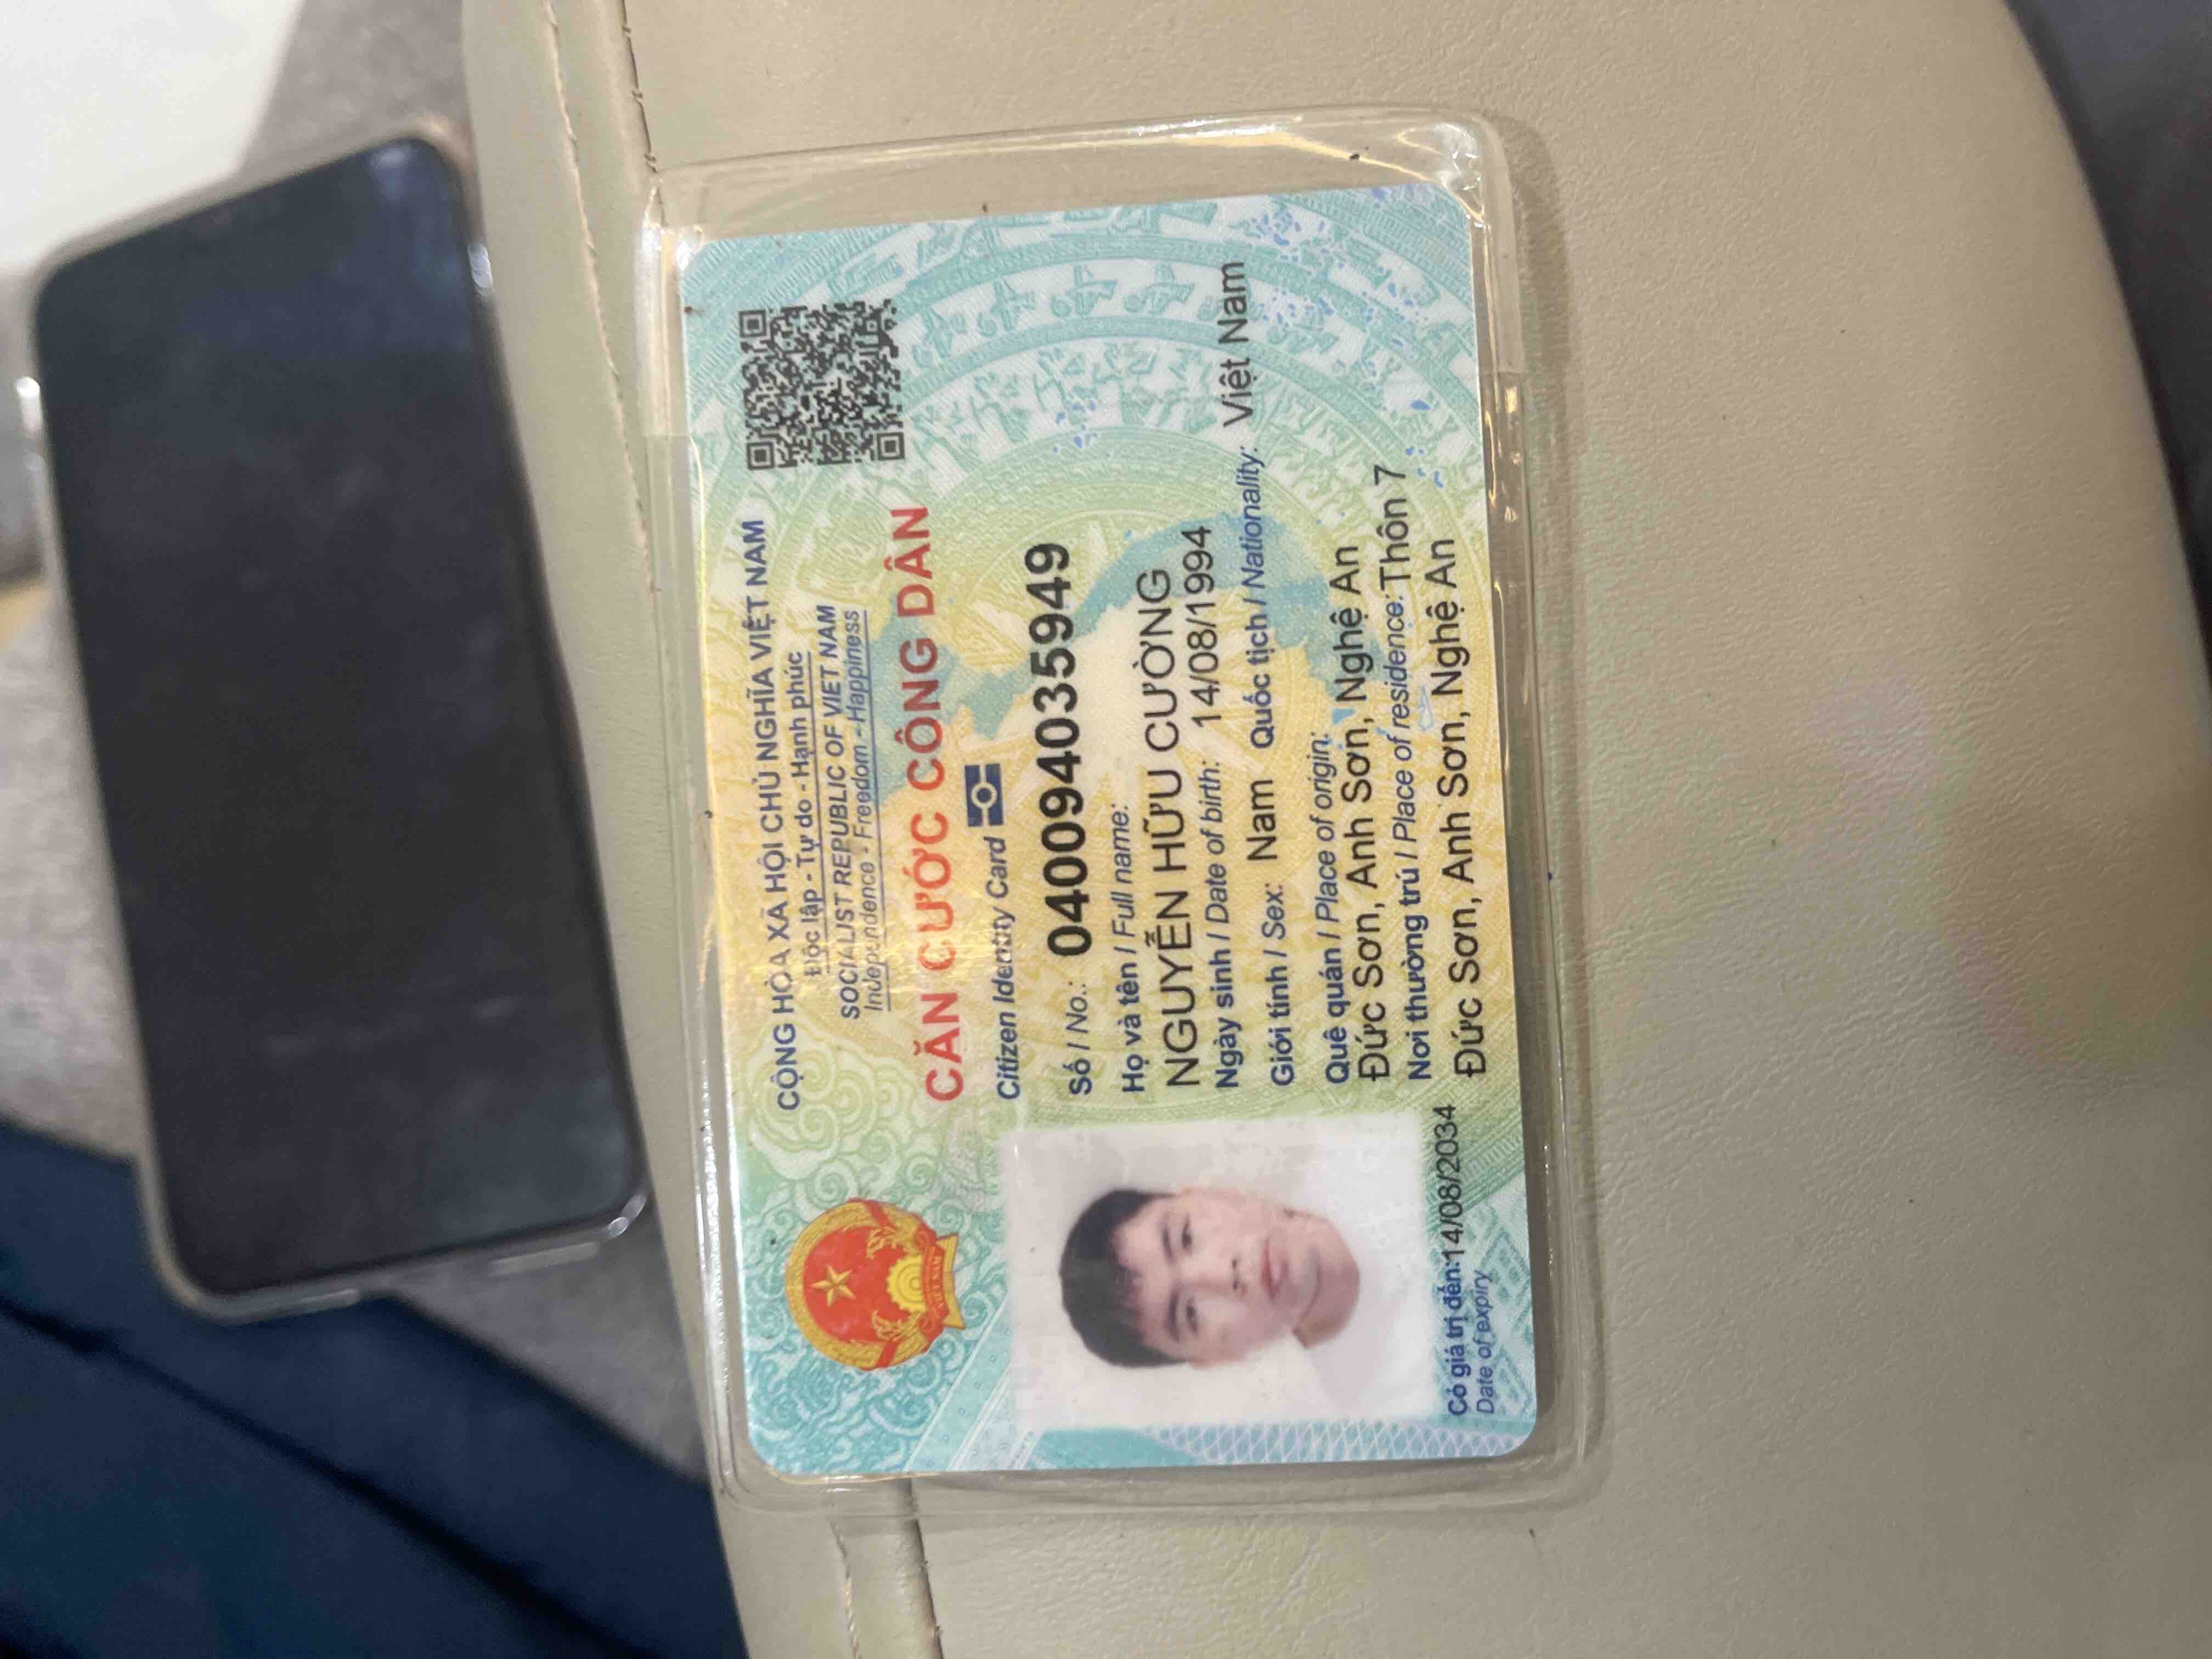 CỘNG HÒA XÃ HỘI CHỦ NGHĨA VIỆT NAM
Độc lập - Tự do - Hạnh phúc
SOCIALIST REPUBLIC OF VIET NAM
Independence - Freedom - Happiness
CĂN CƯỚC CÔNG DÂN
Citizen Identity Card
Số / No.: 040094035949
Họ và tên / Full name:
NGUYỄN HỮU CƯỜNG
Ngày sinh / Date of birth: 14/08/1994
Giới tính / Sex: Nam Quốc tịch / Nationality: Việt Nam
Quê quán / Place of origin:
Đức Sơn, Anh Sơn, Nghệ An
Nơi thường trú / Place of residence: Thôn 7
Đức Sơn, Anh Sơn, Nghệ An
Có giá trị đến: 14/08/2034
Date of expiry
VIỆT NAM